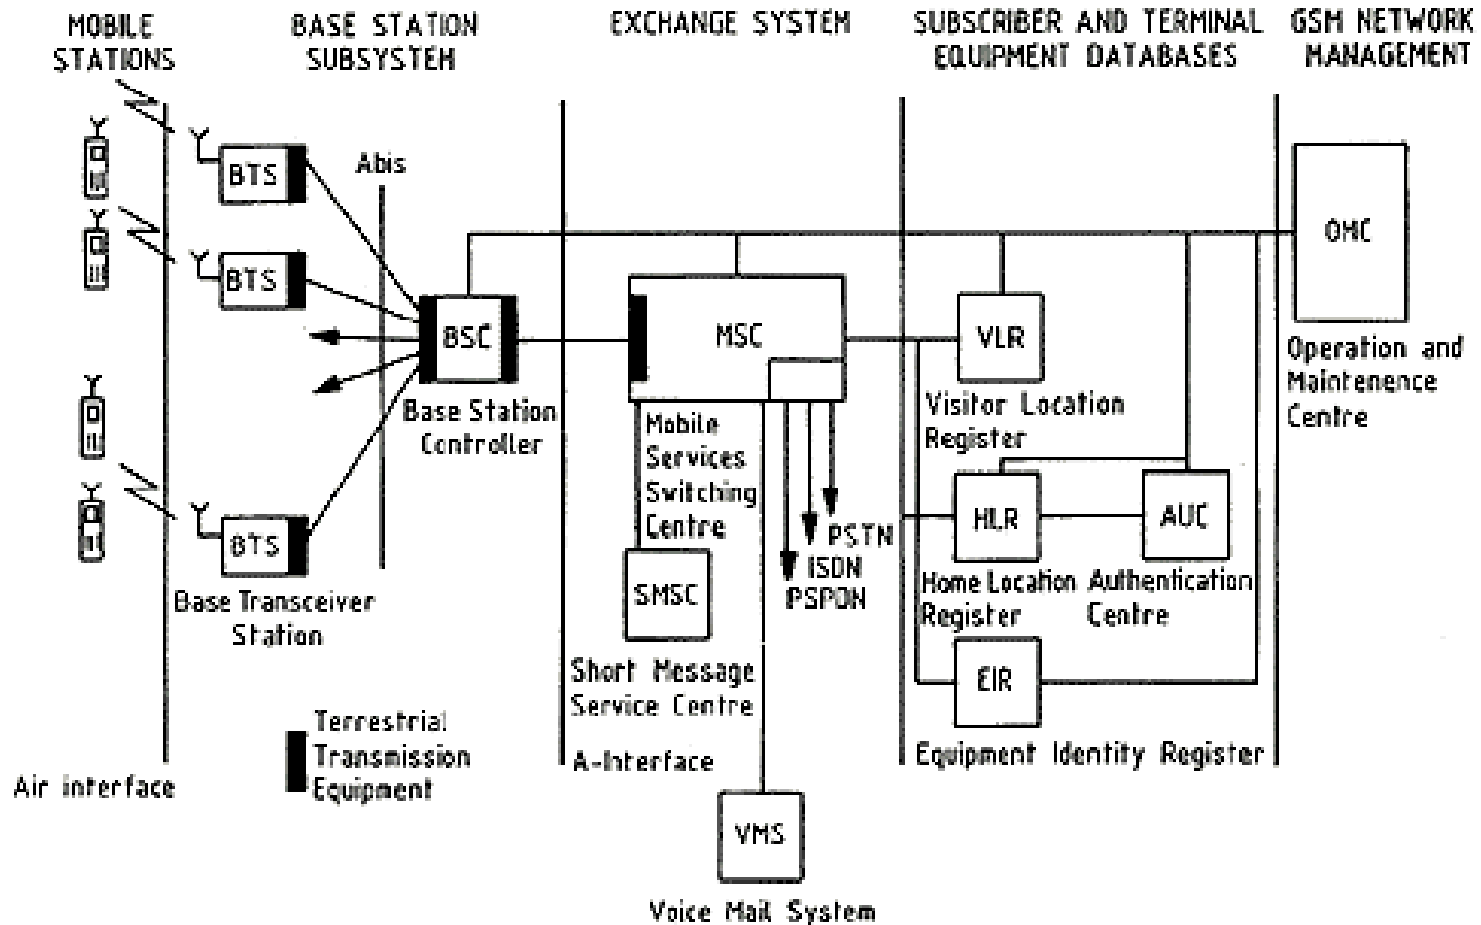 MOBILE
STATIONS
BASE STATION
SUBSYSTEM
EXCHANGE SYSTEM
SUBSCRIBER AND TERMINAL
EQUIPMENT DATABASES
GSM NETWORK
MANAGEMENT
BTS
Abis
BTS
OMC
BSC
MSC
VLR
Operation and
Maintenence
Centre
Base Station
Controller
Mobile
Services
Switching
Centre
Visitor Location
Register
PSTN
ISDN
PSPDN
HLR
AUC
BTS
Base Transceiver
Station
SMSC
Home Location
Register
Authentication
Centre
Short Message
Service Centre
EIR
Terrestrial
Transmission
Equipment
A-Interface
Equipment Identity Register
Air interface
VMS
Voice Mail System